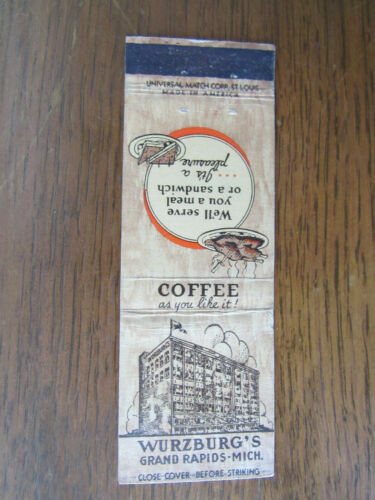 UNIVERSAL MATCH CORP. ST. LOUIS
MADE IN AMERICA
We'll serve
you a meal
or a sandwich
.... Its a
pleasure
COFFEE
as you like it!
WURZBURG'S
GRAND RAPIDS-MICH.
CLOSE COVER-BEFORE STRIKING